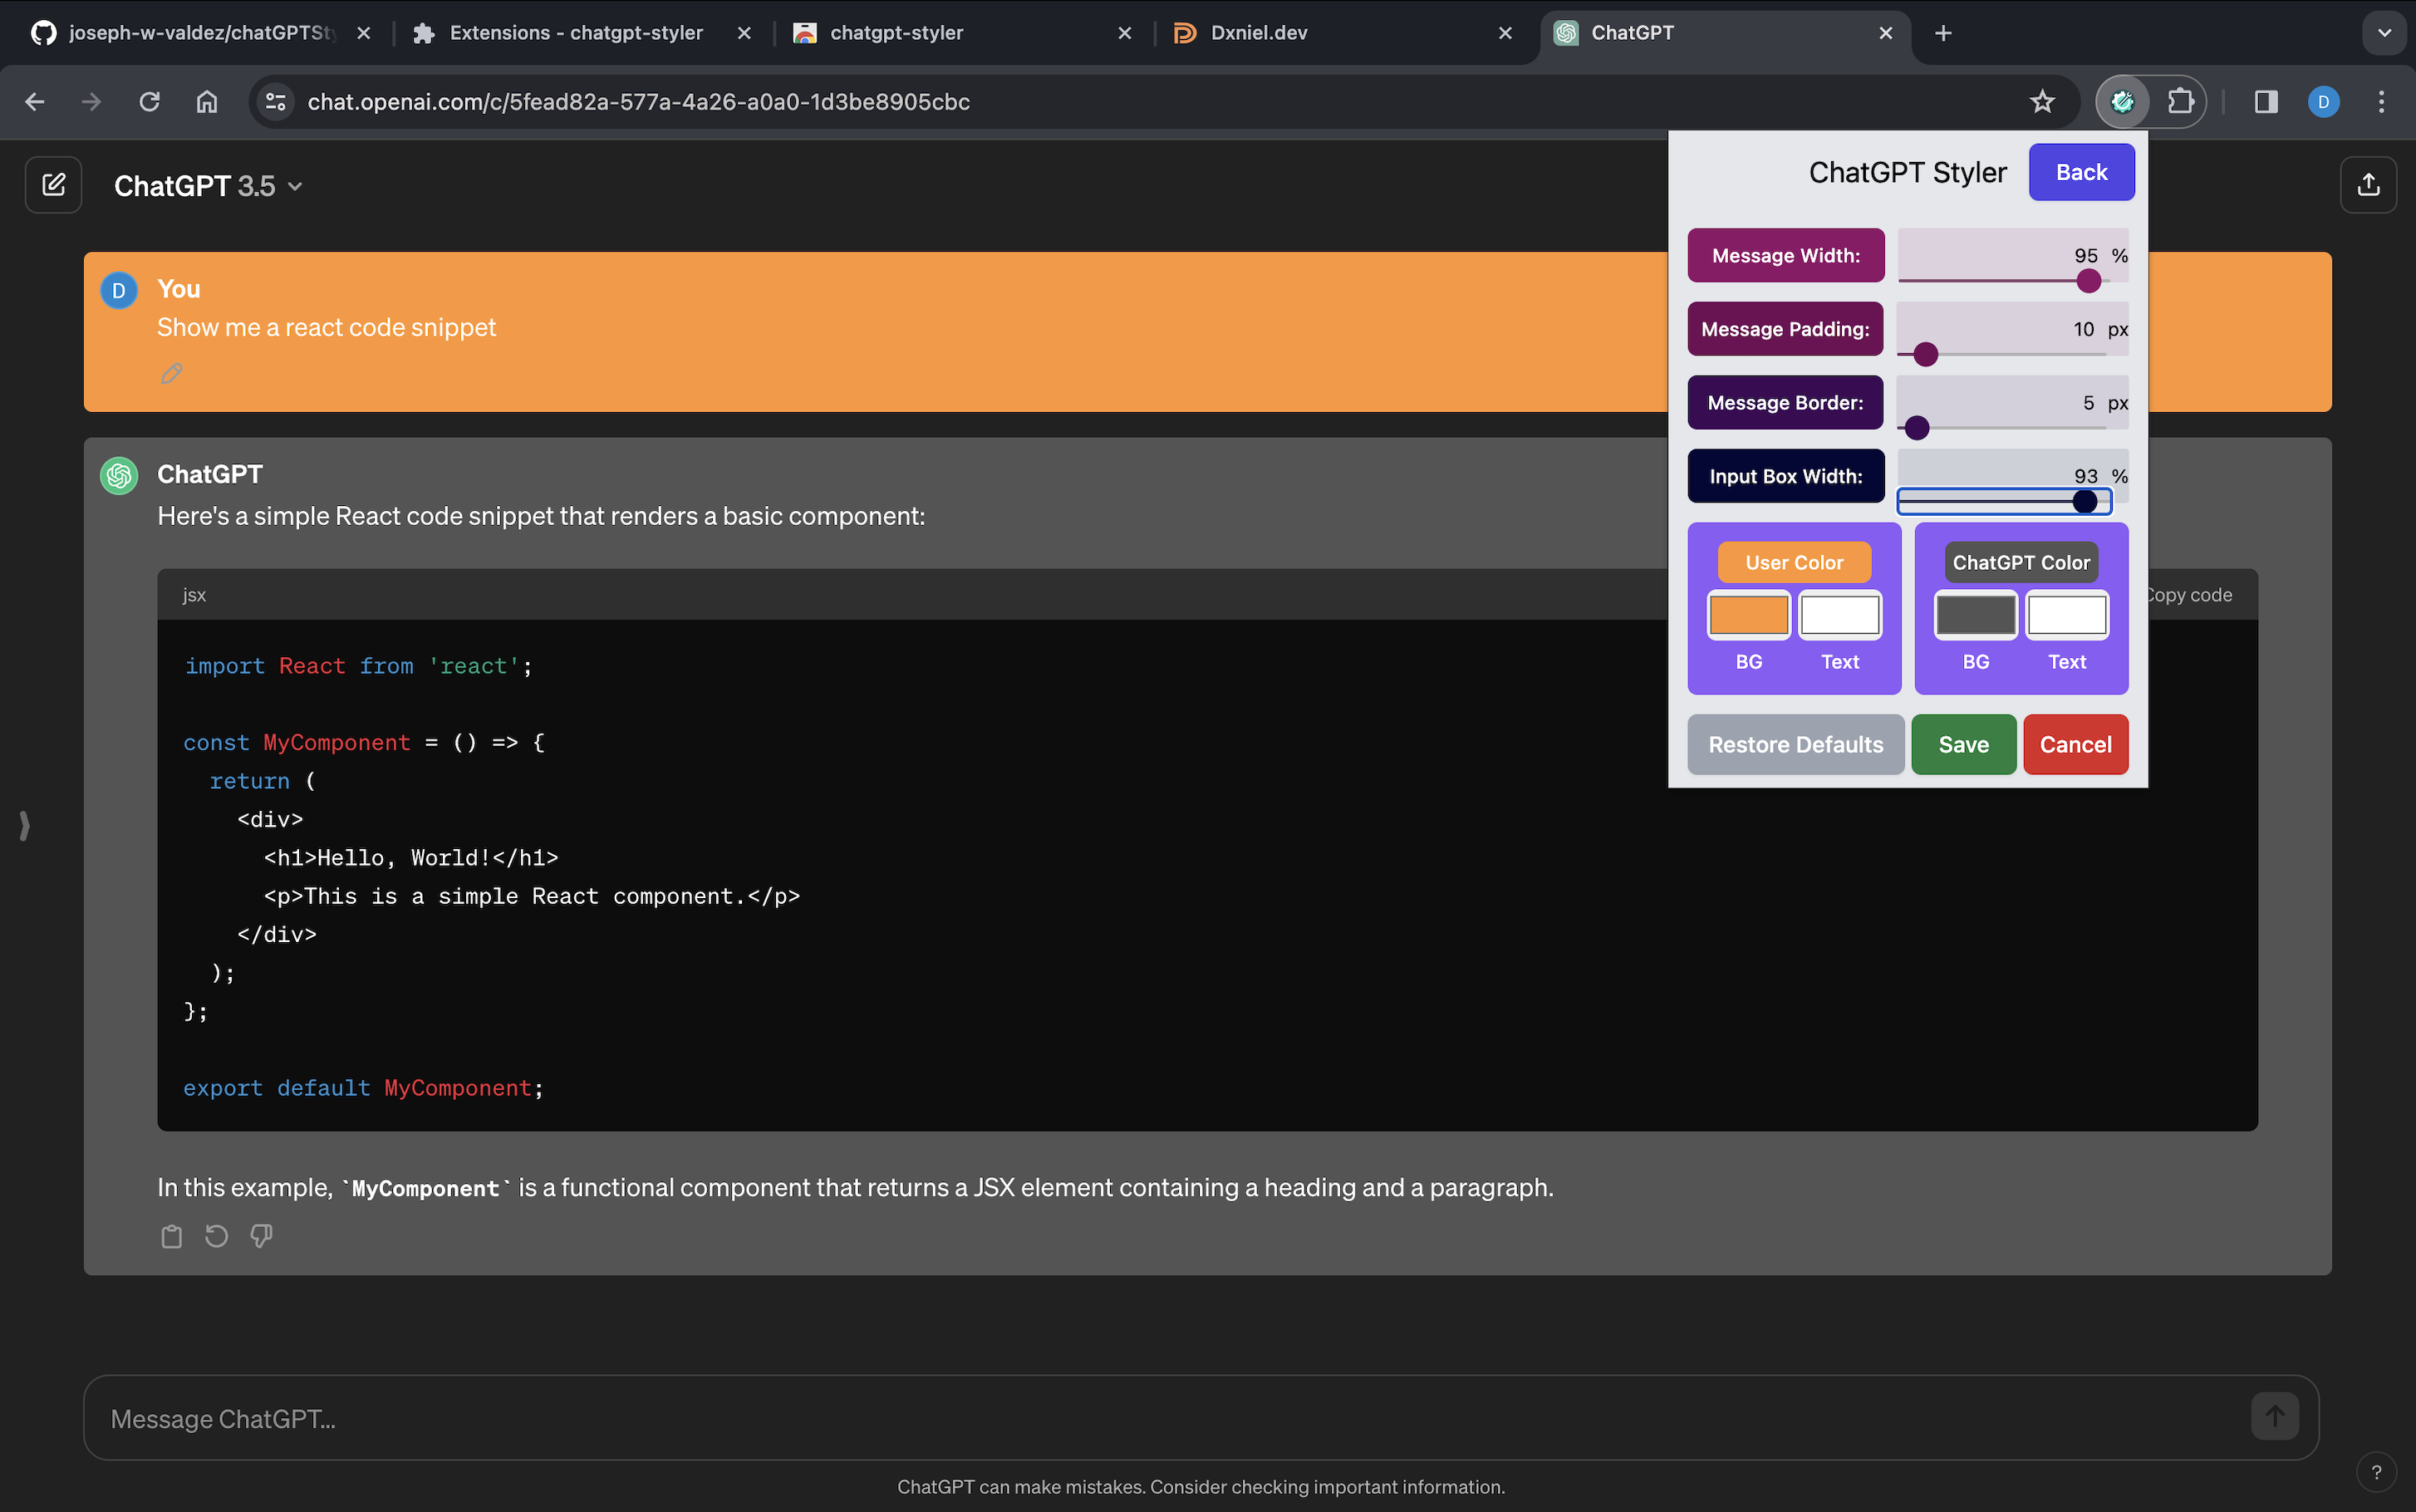 joseph-w-valdez/chatGPTSty
Extensions - chatgpt-styler
chatgpt-styler
Dxniel.dev
ChatGPT
chat.openai.com/c/5fead82a-577a-4a26-a0a0-1d3be8905cbc
D
ChatGPT 3.5
ChatGPT Styler
Back
Message Width:
95 %
Message Padding:
10 px
Message Border:
5 px
Input Box Width:
93 %
User Color
BG
Text
ChatGPT Color
BG
Text
Restore Defaults
Save
Cancel
D
You
Show me a react code snippet
ChatGPT
Here's a simple React code snippet that renders a basic component:
jsx
Copy code
import React from 'react';
const MyComponent = () => {
  return (
    <div>
      <h1>Hello, World!</h1>
      <p>This is a simple React component.</p>
    </div>
  );
};
export default MyComponent;
In this example, `MyComponent` is a functional component that returns a JSX element containing a heading and a paragraph.
Message ChatGPT...
ChatGPT can make mistakes. Consider checking important information.
?